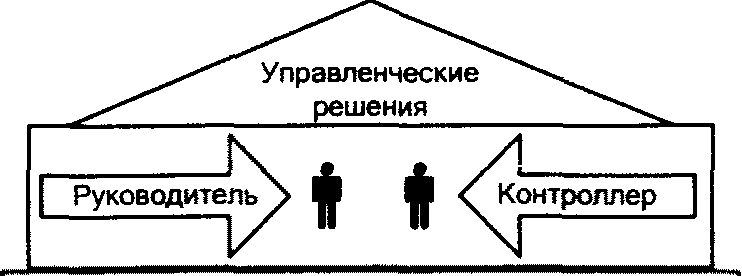 Управленческие
решения
Руководитель
Контроллер